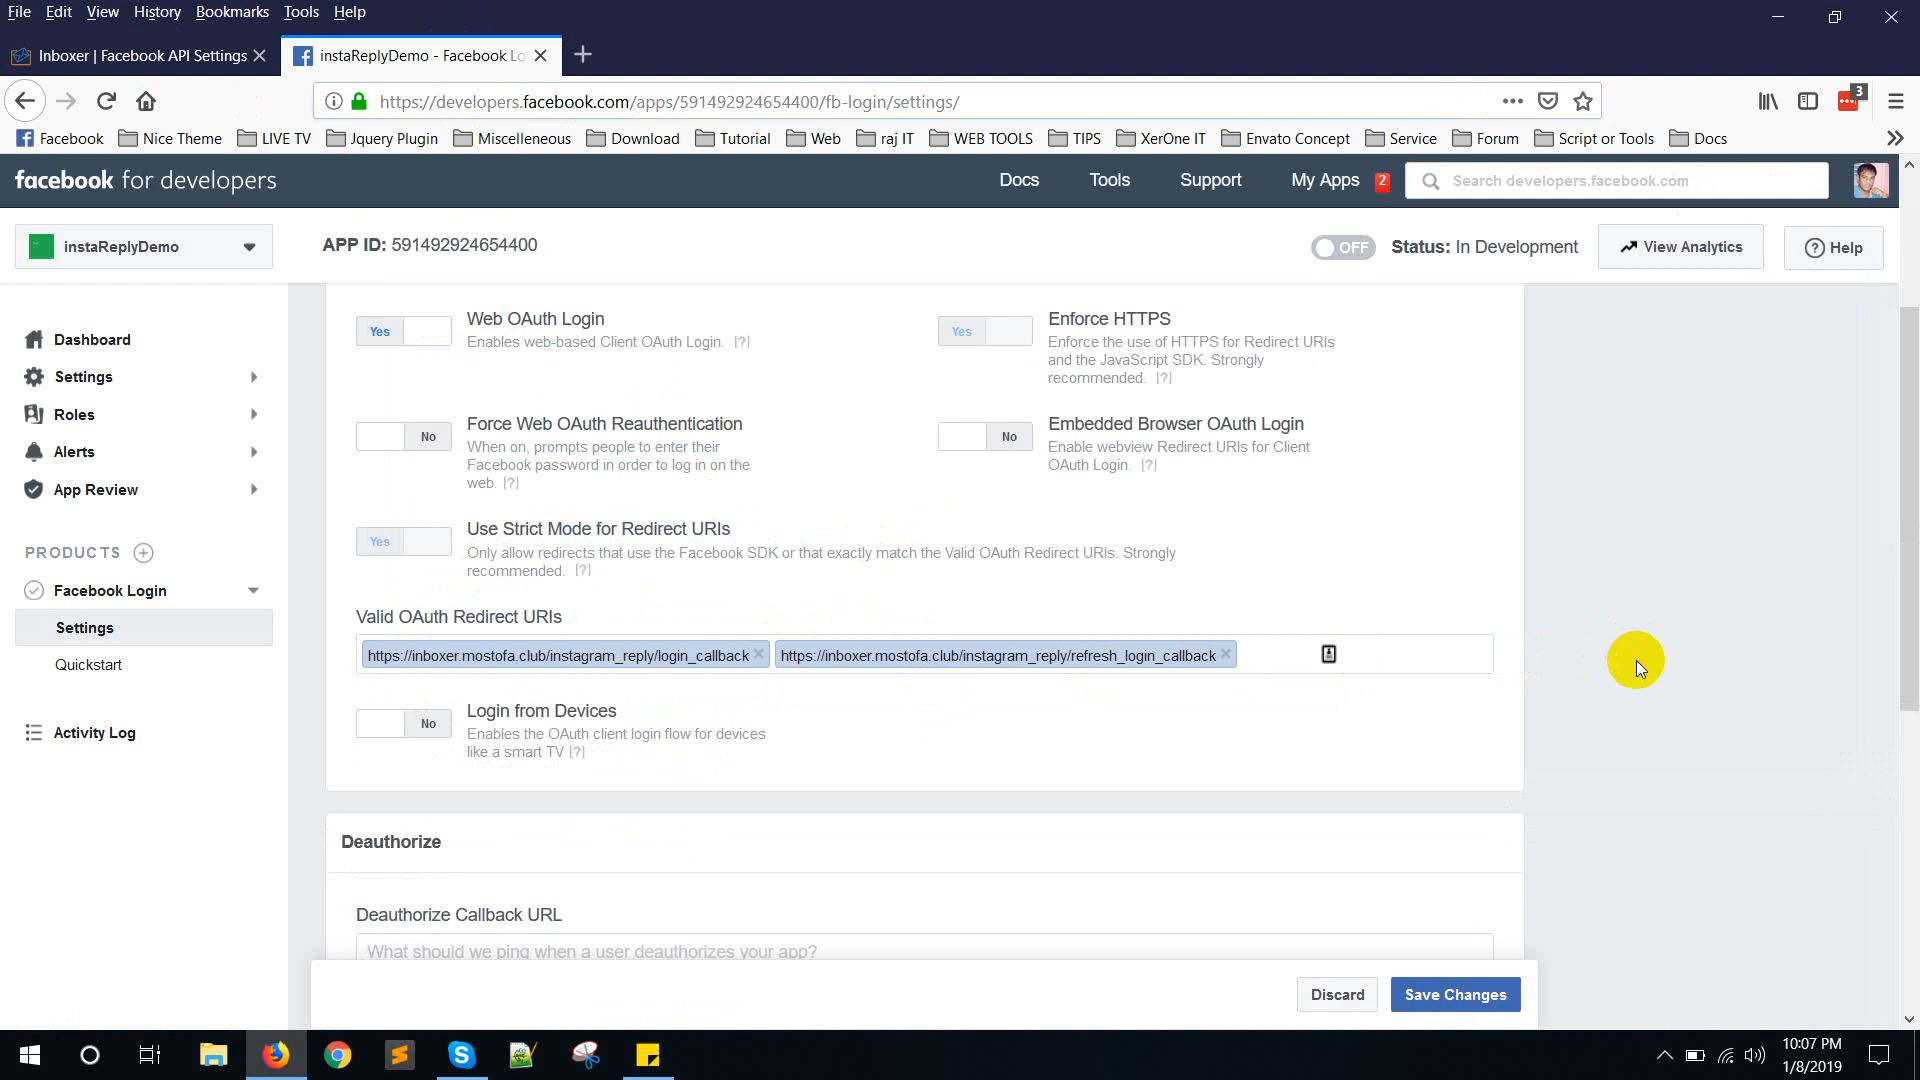 File Edit View History Bookmarks Tools Help
Inboxer | Facebook API Settings
instaReplyDemo - Facebook Lo
https://developers.facebook.com/apps/591492924654400/fb-login/settings/
3
Facebook Nice Theme LIVE TV Jquery Plugin Miscelleneous Download Tutorial Web raj IT WEB TOOLS TIPS XerOne IT Envato Concept Service Forum Script or Tools Docs
facebook for developers
Docs Tools Support My Apps 2 Search developers.facebook.com
instaReplyDemo
APP ID: 591492924654400
OFF Status: In Development View Analytics Help
Dashboard
Settings
Roles
Alerts
App Review
PRODUCTS
Facebook Login
Settings
Quickstart
Activity Log
Yes
Web OAuth Login
Enables web-based Client OAuth Login. [?]
Yes
Enforce HTTPS
Enforce the use of HTTPS for Redirect URIs
and the JavaScript SDK. Strongly
recommended. [?]
No
Force Web OAuth Reauthentication
When on, prompts people to enter their
Facebook password in order to log in on the
web. [?]
No
Embedded Browser OAuth Login
Enable webview Redirect URIs for Client
OAuth Login. [?]
Yes
Use Strict Mode for Redirect URIs
Only allow redirects that use the Facebook SDK or that exactly match the Valid OAuth Redirect URIs. Strongly
recommended. [?]
Valid OAuth Redirect URIs
https://inboxer.mostofa.club/instagram_reply/login_callback https://inboxer.mostofa.club/instagram_reply/refresh_login_callback
No
Login from Devices
Enables the OAuth client login flow for devices
like a smart TV [?]
Deauthorize
Deauthorize Callback URL
What should we ping when a user deauthorizes your app?
Discard Save Changes
10:07 PM
1/8/2019